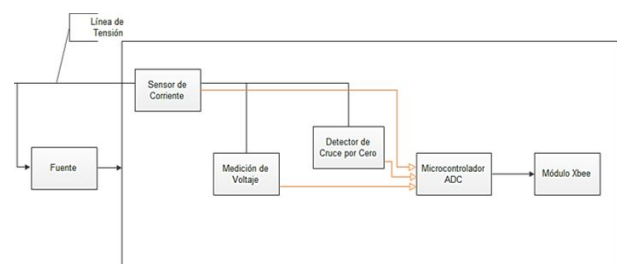 Línea de
Tensión
Sensor de
Corriente
Detector de
Cruce por Cero
Fuente
Medición de
Voltaje
Microcontrolador
ADC
Módulo Xbee